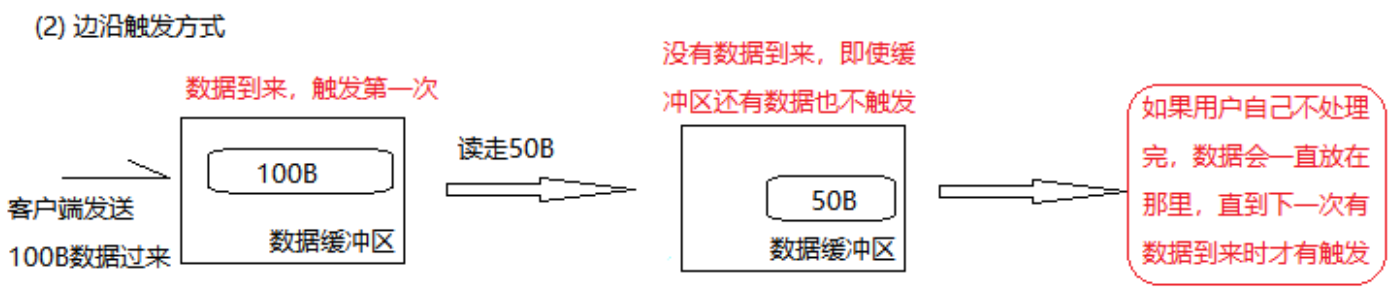 (2) 边沿触发方式
数据到来，触发第一次
客户端发送
100B数据过来
100B
数据缓冲区
读走50B
没有数据到来，即使缓
冲区还有数据也不触发
50B
数据缓冲区
如果用户自己不处理
完，数据会一直放在
那里，直到下一次有
数据到来时才有触发